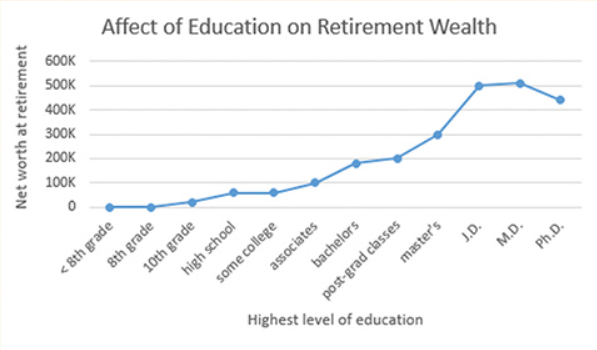 Affect of Education on Retirement Wealth
Net worth at retirement
600K
500K
400K
300K
200K
100K
0
< 8th grade
8th grade
10th grade
high school
some college
associates
bachelors
post-grad classes
master's
J.D.
M.D.
Ph.D.
Highest level of education